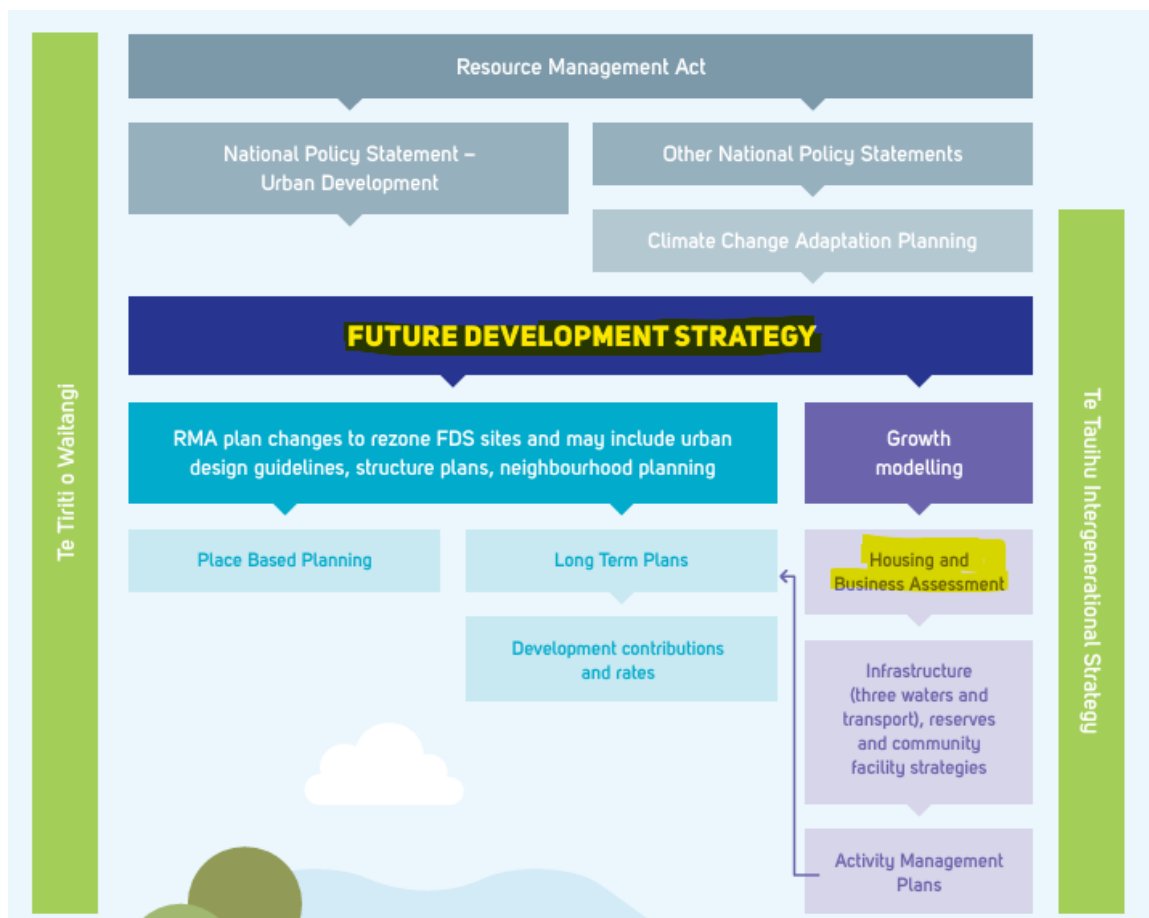 Resource Management Act
National Policy Statement –
Urban Development
Other National Policy Statements
Climate Change Adaptation Planning
FUTURE DEVELOPMENT STRATEGY
Te Tiriti o Waitangi
Te Tauihu Intergenerational Strategy
RMA plan changes to rezone FDS sites and may include urban
design guidelines, structure plans, neighbourhood planning
Growth
modelling
Place Based Planning
Long Term Plans
Housing and
Business Assessment
Development contributions
and rates
Infrastructure
(three waters and
transport), reserves
and community
facility strategies
Activity Management
Plans